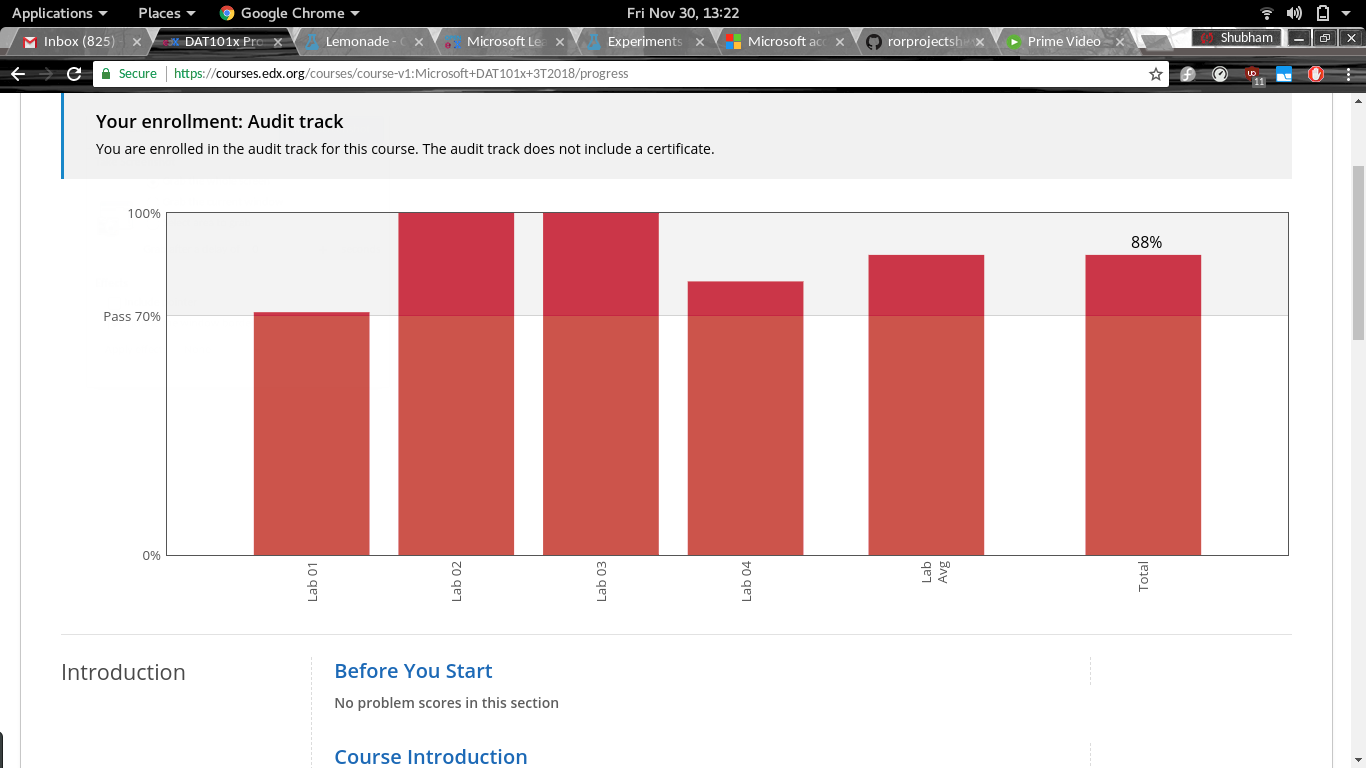 Applications Places Google Chrome Fri Nov 30, 13:22
Inbox (825) DAT101x Pro Lemonade - Microsoft Le Experiments Microsoft acc rorprojectsh Prime Video Shubham
Secure https://courses.edx.org/courses/course-v1:Microsoft+DAT101x+3T2018/progress 11
Your enrollment: Audit track
You are enrolled in the audit track for this course. The audit track does not include a certificate.
100%
88%
Pass 70%
0%
Lab 01
Lab 02
Lab 03
Lab 04
Lab
Avg
Total
Introduction
Before You Start
No problem scores in this section
Course Introduction